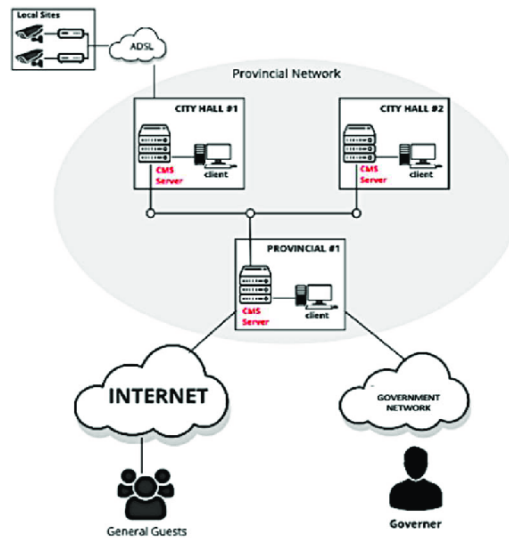 Local Sites
ADSL
Provincial Network
CITY HALL #1
CMS
Server
client
CITY HALL #2
CMS
Server
client
PROVINCIAL #1
CMS
Server
client
INTERNET
GOVERNMENT
NETWORK
General Guests
Governer